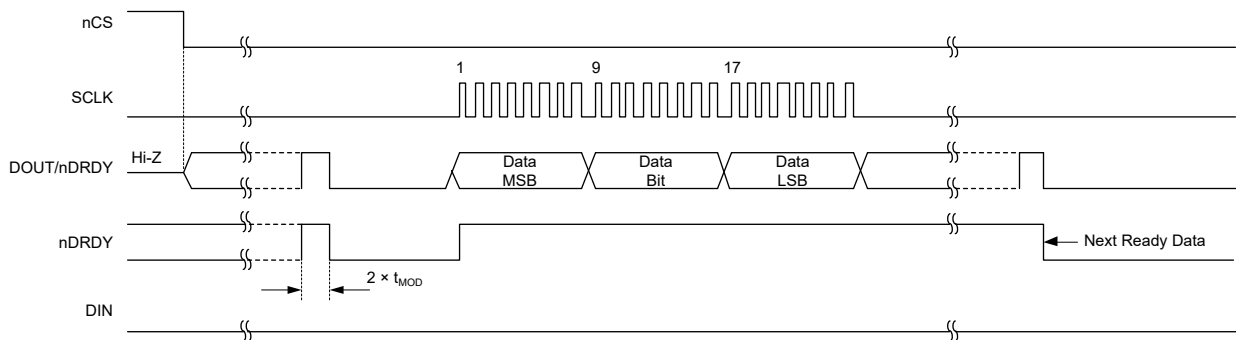 nCS
1 9 17
SCLK
Hi-Z
DOUT/nDRDY
Data
MSB
Data
Bit
Data
LSB
nDRDY
Next Ready Data
2 × tMOD
DIN